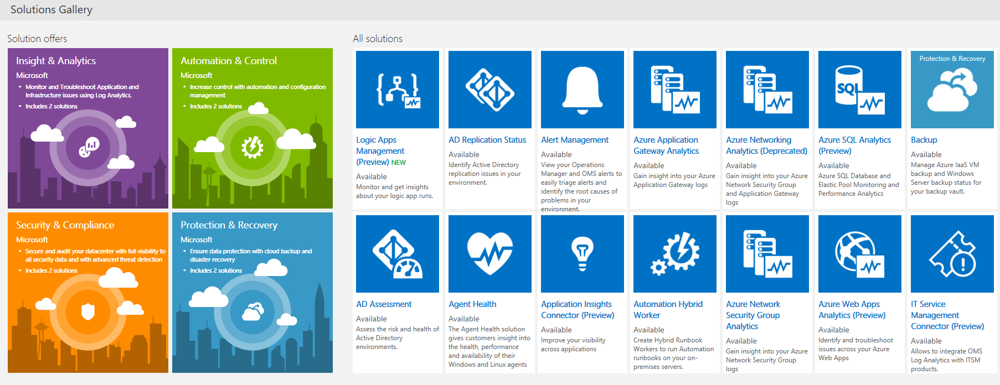 Solutions Gallery
Solution offers
Insight & Analytics
Microsoft
• Monitor and Troubleshoot Application and
Infrastructure issues using Log Analytics.
• Includes 2 solutions
Automation & Control
Microsoft
• Increase control with automation and configuration
management
• Includes 2 solutions
Security & Compliance
Microsoft
• Secure and audit your datacenter with full visibility to
all security data and with advanced threat detection
• Includes 2 solutions
Protection & Recovery
Microsoft
• Ensure data protection with cloud backup and
disaster recovery
• Includes 2 solutions
All solutions
Logic Apps
Management
(Preview) NEW
Available
Monitor and get insights
about your logic app runs.
AD Replication Status
Available
Identify Active Directory
replication issues in your
environment.
Alert Management
Available
View your Operations
Manager and OMS alerts to
easily triage alerts and
identify the root causes of
problems in your
environment.
Azure Application
Gateway Analytics
Available
Gain insight into your Azure
Application Gateway logs
Azure Networking
Analytics (Deprecated)
Available
Gain insight into your Azure
Network Security Group
and Application Gateway
logs
SQL
Azure SQL Analytics
(Preview)
Available
Azure SQL Database and
Elastic Pool Monitoring and
Performance Analytics
Protection & Recovery
Backup
Available
Manage Azure IaaS VM
backup and Windows
Server backup status for
your backup vault.
AD Assessment
Available
Assess the risk and health of
Active Directory
environments.
Agent Health
Available
The Agent Health solution
gives customers insight into
the health, performance
and availability of their
Windows and Linux agents
Application Insights
Connector (Preview)
Available
Improve your visibility
across applications
Automation Hybrid
Worker
Available
Create Hybrid Runbook
Workers to run Automation
runbooks on your on-
premises servers.
Azure Network
Security Group
Analytics
Available
Gain insight into your Azure
Network Security Group
logs
Azure Web Apps
Analytics (Preview)
Available
Identify and troubleshoot
issues across your Azure
Web Apps
IT Service
Management
Connector (Preview)
Available
Allows to integrate OMS
Log Analytics with ITSM
products.